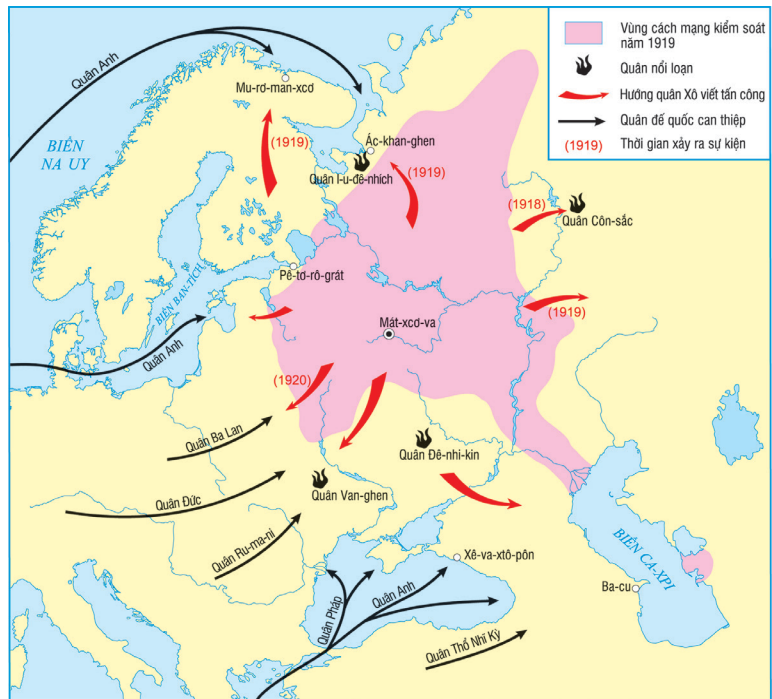 Vùng cách mạng kiểm soát
năm 1919
Quân nổi loạn
Hướng quân Xô viết tấn công
Quân đế quốc can thiệp
(1919) Thời gian xảy ra sự kiện
Quân Anh
Mu-rơ-man-xcơ
BIỂN
NA UY
(1919)
Ác-khan-ghen
Quân I-u-đê-nhích
(1919)
(1918)
Quân Côn-sắc
Pê-tơ-rô-grát
BIỂN BAN-TÍCH
Quân Anh
Mát-xcơ-va
(1919)
(1920)
Quân Ba Lan
Quân Đê-nhi-kin
Quân Đức
Quân Van-ghen
Quân Ru-ma-ni
Xê-va-xtô-pôn
BIỂN CA-XPI
Ba-cu
Quân Pháp
Quân Anh
Quân Thổ Nhĩ Kỳ